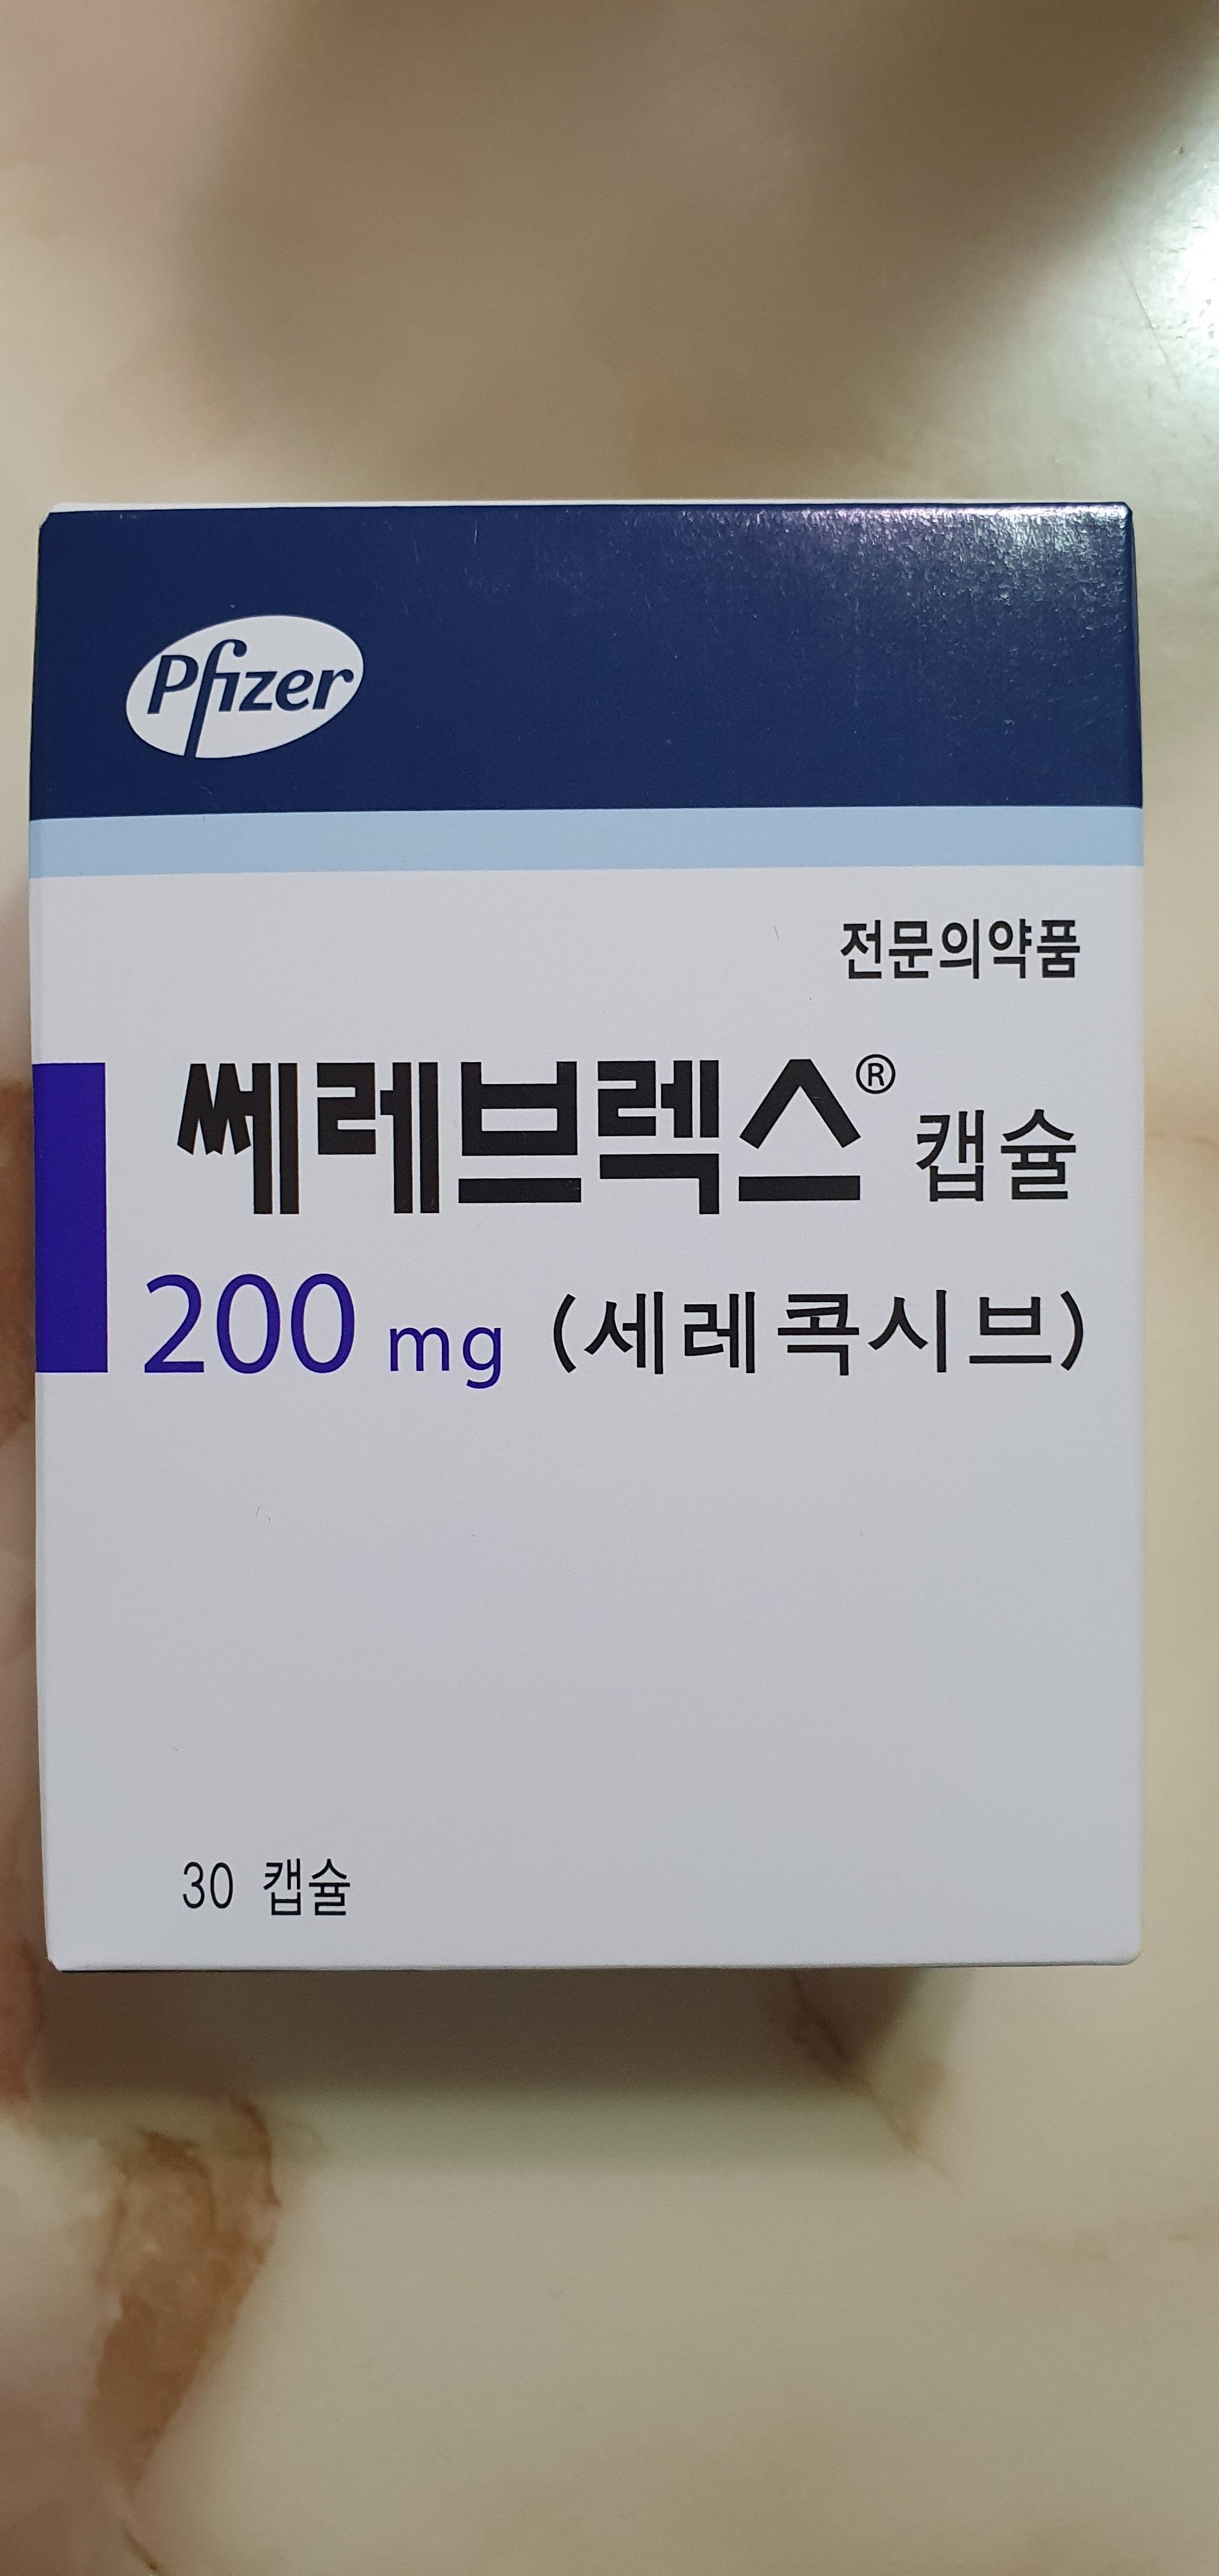 Pfizer
전문의약품
쎄레브렉스® 캡슐
200 mg (세레콕시브)
30 캡슐